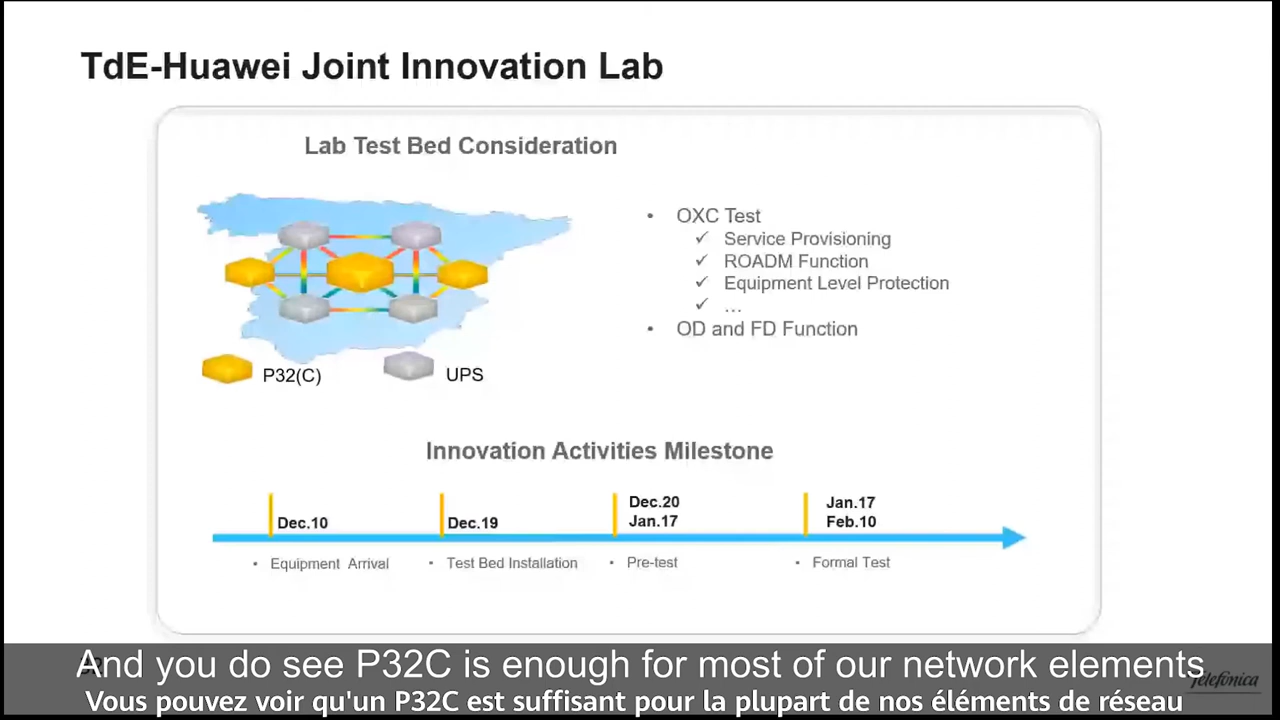 TdE-Huawei Joint Innovation Lab
Lab Test Bed Consideration
• OXC Test
✓ Service Provisioning
✓ ROADM Function
✓ Equipment Level Protection
✓ ...
• OD and FD Function
P32(C)
UPS
Innovation Activities Milestone
Dec.10
Dec.19
Dec.20
Jan.17
Jan.17
Feb.10
• Equipment Arrival
• Test Bed Installation
• Pre-test
• Formal Test
And you do see P32C is enough for most of our network elements
Telefónica
Vous pouvez voir qu'un P32C est suffisant pour la plupart de nos éléments de réseau